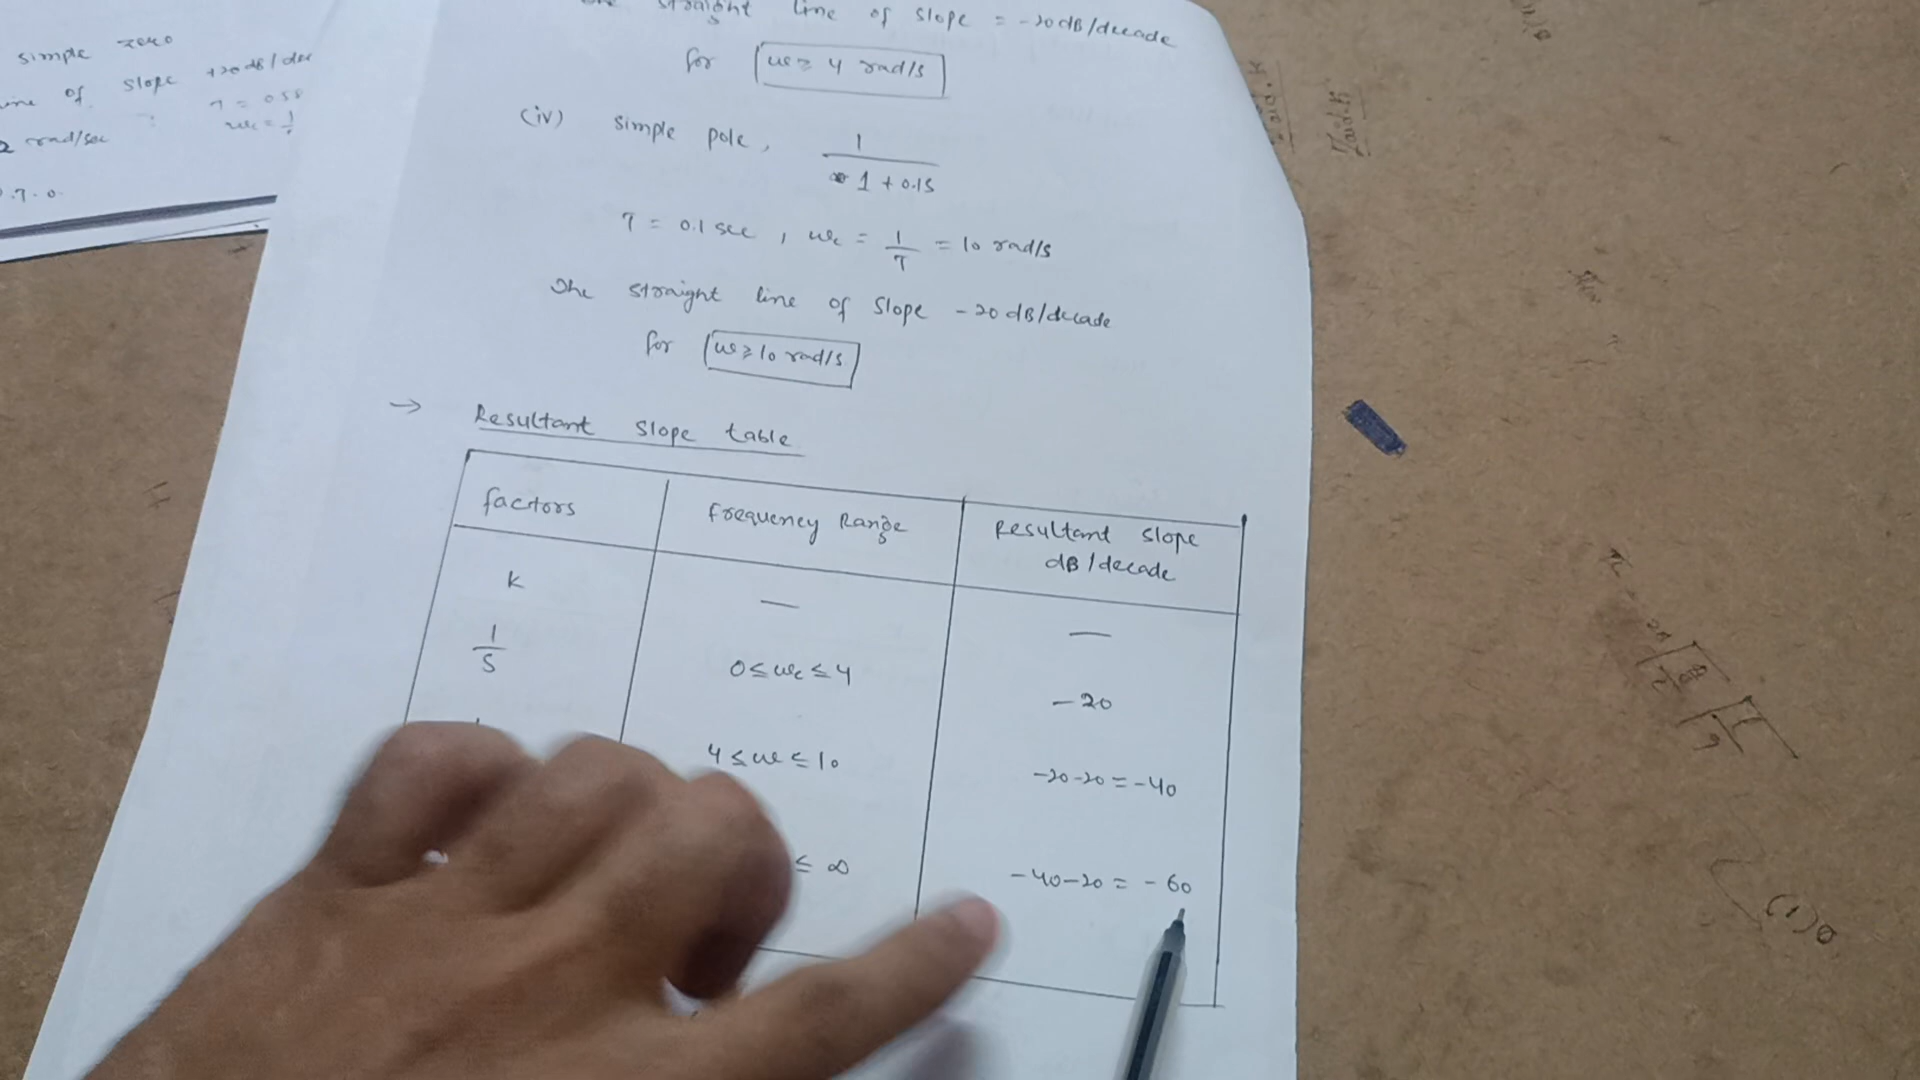 simple zero
line of slope +20dB/dec
rad/sec
straight line of slope = -20dB/decade
for ω ≥ 4 rad/s
(iv) simple pole, 1
1 + 0.1S
T = 0.1 sec, ωc = 1/T = 10 rad/s
The straight line of slope -20 dB/decade
for ω ≥ 10 rad/s
→ Resultant slope table
factors frequency Range Resultant slope
dB/decade
K — —
1/S 0 ≤ ωc ≤ 4 -20
4 ≤ ω ≤ 10 -20-20 = -40
≤ ∞ -40-20 = -60